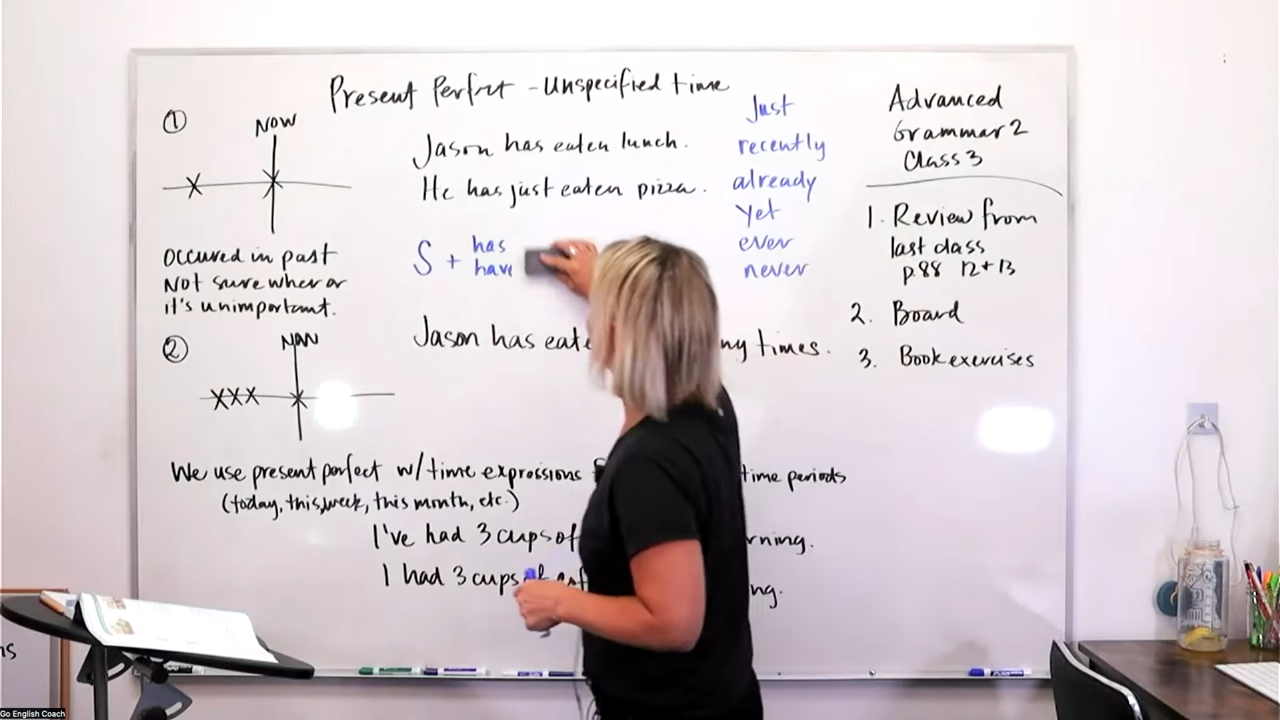 Present Perfect - Unspecified time
①
NOW
Jason has eaten lunch.
He has just eaten pizza.
S + has
have
Occured in past
Not sure when or
it's unimportant.
②
NOW
Jason has eate ny times.
We use present perfect w/time expressions time periods
(today, this week, this month, etc.)
I've had 3 cups of rning.
I had 3 cups ng.
Just
recently
already
yet
ever
never
Advanced
Grammar 2
Class 3
1. Review from
last class
p.88 12+13
2. Board
3. Book exercises
ns
Go English Coach